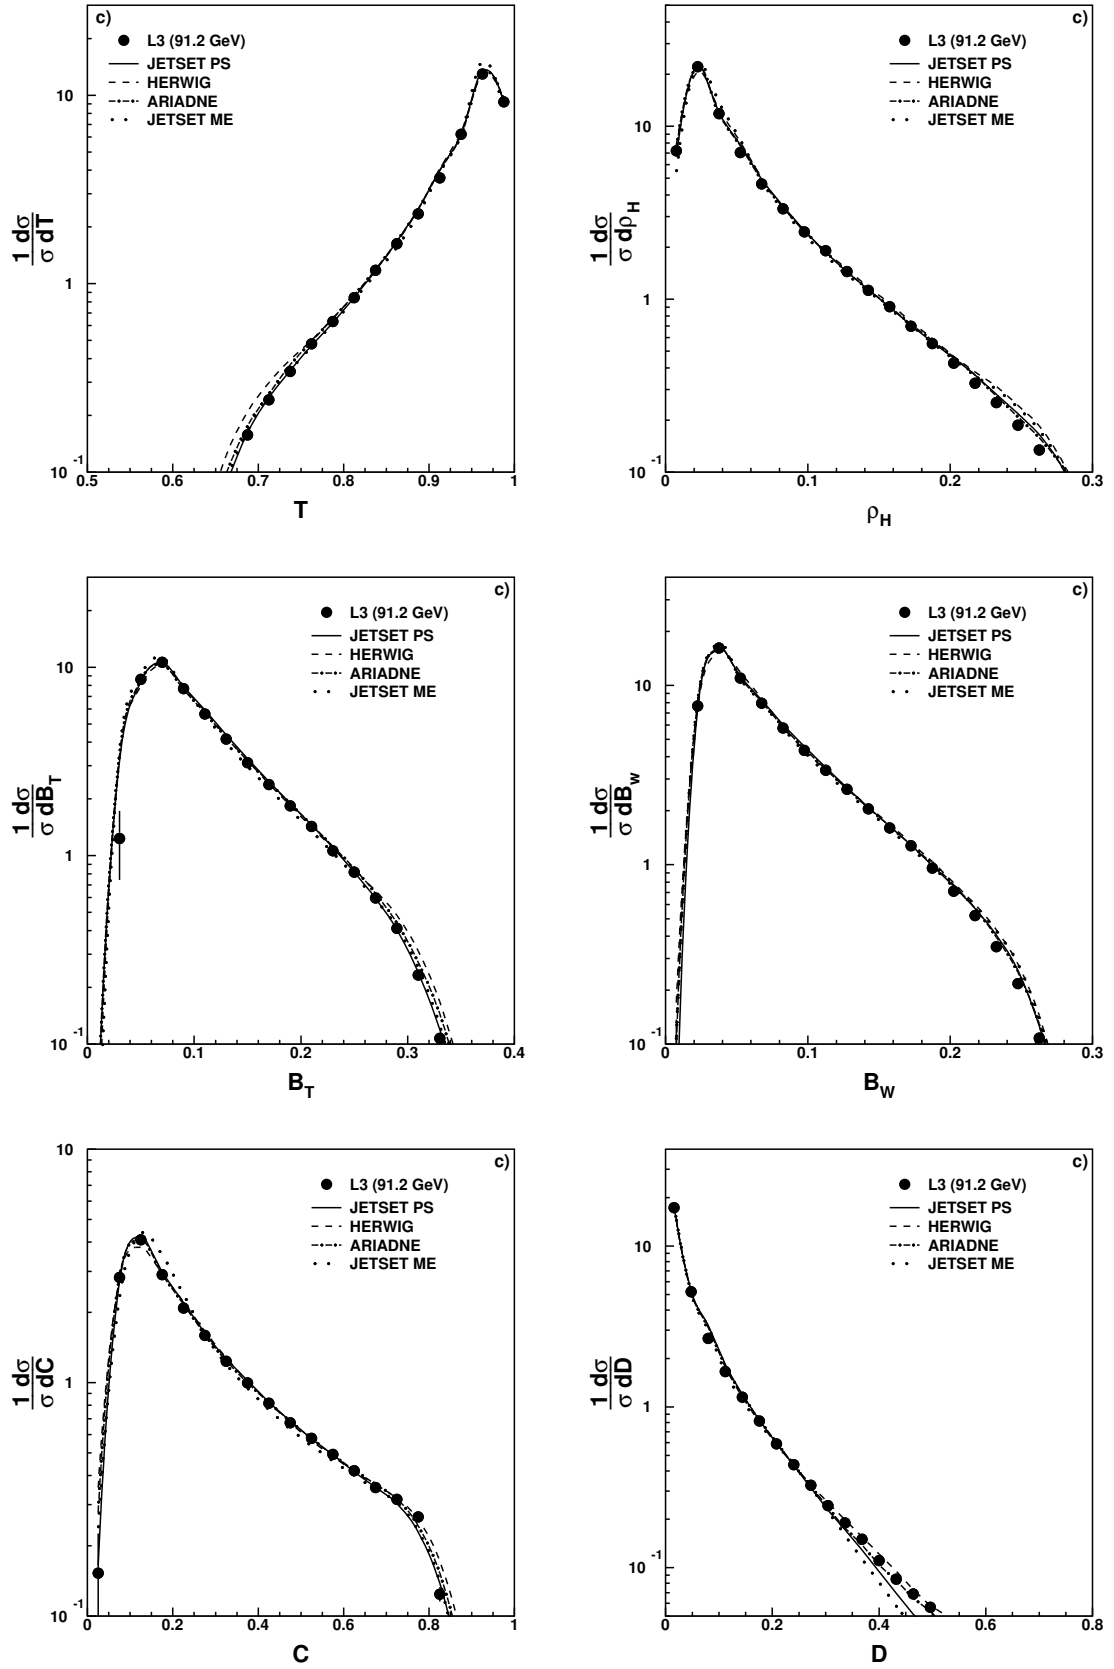 c)
L3 (91.2 GeV)
JETSET PS
HERWIG
ARIADNE
JETSET ME
10
1
10 -1
1 dσ
σ dT
0.5 0.6 0.7 0.8 0.9 1
T
c)
L3 (91.2 GeV)
JETSET PS
HERWIG
ARIADNE
JETSET ME
10
1
10 -1
1 dσ
σ dρH
0 0.1 0.2 0.3
ρH
c)
L3 (91.2 GeV)
JETSET PS
HERWIG
ARIADNE
JETSET ME
10
1
10 -1
1 dσ
σ dBT
0 0.1 0.2 0.3 0.4
BT
c)
L3 (91.2 GeV)
JETSET PS
HERWIG
ARIADNE
JETSET ME
10
1
10 -1
1 dσ
σ dBw
0 0.1 0.2 0.3
BW
c)
L3 (91.2 GeV)
JETSET PS
HERWIG
ARIADNE
JETSET ME
10
1
10 -1
1 dσ
σ dC
0 0.2 0.4 0.6 0.8 1
C
c)
L3 (91.2 GeV)
JETSET PS
HERWIG
ARIADNE
JETSET ME
10
1
10 -1
1 dσ
σ dD
0 0.2 0.4 0.6 0.8
D